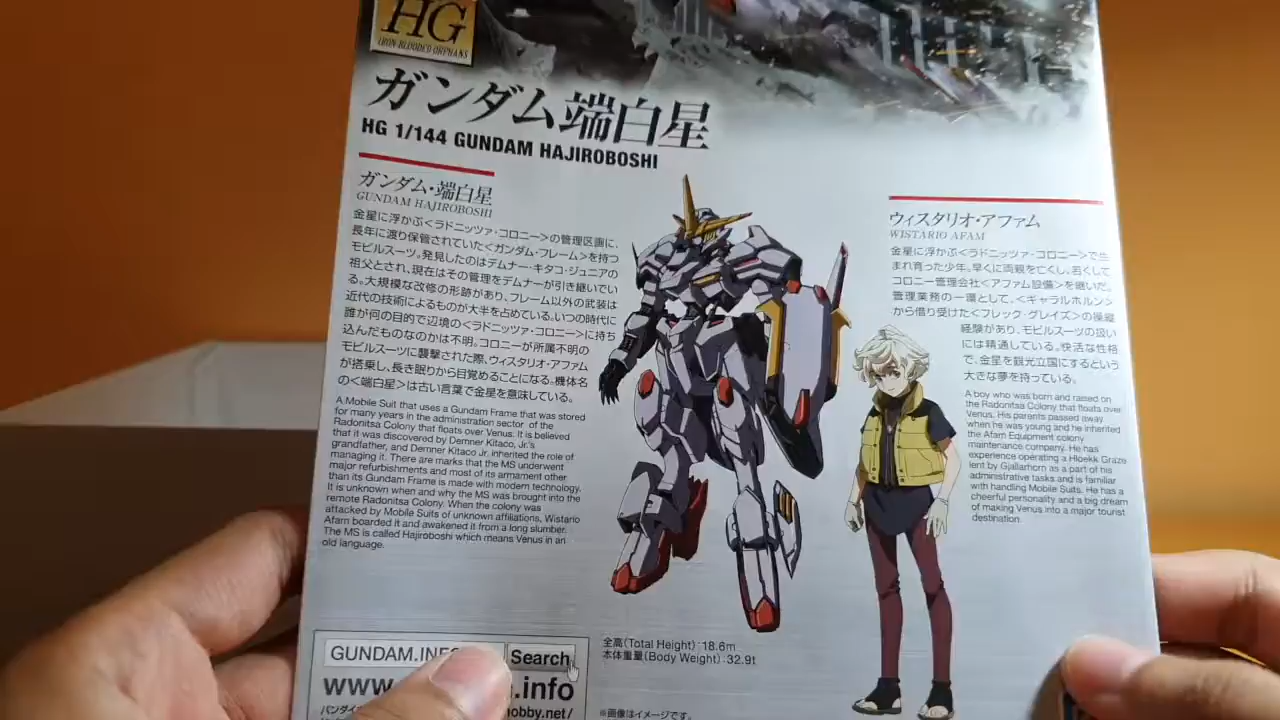 HG
IRON-BLOODED ORPHANS
ガンダム端白星
HG 1/144 GUNDAM HAJIROBOSHI
ガンダム・端白星
GUNDAM HAJIROBOSHI
金星に浮かぶ<ラドニッツァ・コロニー>の管理区画に、
長年に渡り保管されていた<ガンダム・フレーム>を持つ
モビルスーツ。発見したのはデムナー・キタコ・ジュニアの
祖父とされ、現在はその管理をデムナーが引き継いでい
る。大規模な改修の形跡があり、フレーム以外の武装は
近代の技術によるものが大半を占めている。いつの時代に
誰が何の目的で辺境の<ラドニッツァ・コロニー>に持ち
込んだものなのかは不明。コロニーが所属不明の
モビルスーツに襲撃された際、ウィスタリオ・アファム
が搭乗し、長き眠りから目覚めることになる。機体名
の<端白星>は古い言葉で金星を意味している。
A Mobile Suit that uses a Gundam Frame that was stored
for many years in the administration sector of the
Radonitsa Colony that floats over Venus. It is believed
that it was discovered by Demner Kitaco, Jr.'s
grandfather, and Demner Kitaco Jr. inherited the role of
managing it. There are marks that the MS underwent
major refurbishments and most of its armament other
than its Gundam Frame is made with modern technology.
It is unknown when and why the MS was brought into the
remote Radonitsa Colony. When the colony was
attacked by Mobile Suits of unknown affiliations, Wistario
Afam boarded it and awakened it from a long slumber.
The MS is called Hajiroboshi which means Venus in an
old language.
ウィスタリオ・アファム
WISTARIO AFAM
金星に浮かぶ<ラドニッツァ・コロニー>で生
まれ育った少年。早くに両親を亡くし、若くして
コロニー管理会社<アファム設備>を継いだ。
管理業務の一環として、<ギャラルホルン>
から借り受けた<フレック・グレイズ>の操縦
経験があり、モビルスーツの扱い
には精通している。快活な性格
で、金星を観光立国にするという
大きな夢を持っている。
A boy who was born and raised on
the Radonitsa Colony that floats over
Venus. His parents passed away
when he was young and he inherited
the Afam Equipment colony
maintenance company. He has
experience operating a Hloekk Graze
lent by Gjallarhorn as a part of his
administrative tasks and is familiar
with handling Mobile Suits. He has a
cheerful personality and a big dream
of making Venus into a major tourist
destination.
全高(Total Height):18.6m
本体重量(Body Weight):32.9t
※画像はイメージです。
GUNDAM.INF
Search
www.
.info
バンダイ
hobby.net/